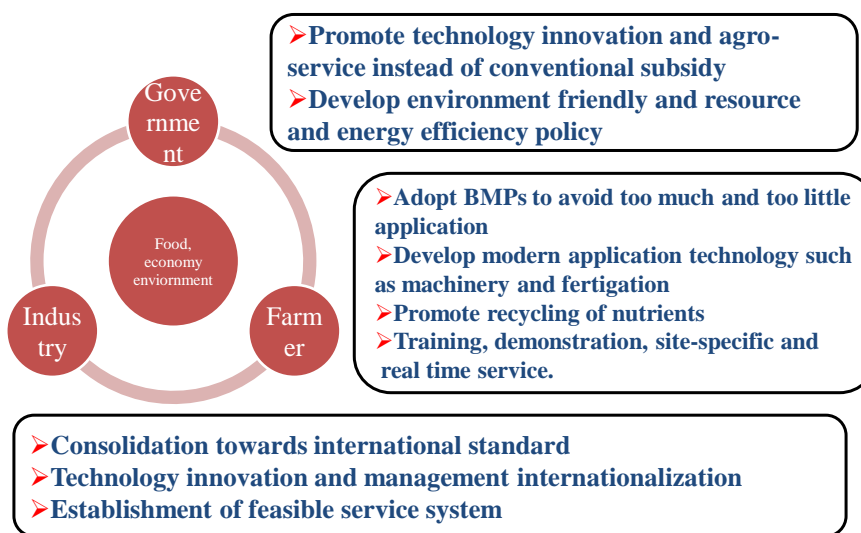 ➢Promote technology innovation and agro-
service instead of conventional subsidy
➢Develop environment friendly and resource
and energy efficiency policy
Gove
rnme
nt
Food,
economy
enviornment
Indus
try
Farm
er
➢Adopt BMPs to avoid too much and too little
application
➢Develop modern application technology such
as machinery and fertigation
➢Promote recycling of nutrients
➢Training, demonstration, site-specific and
real time service.
➢Consolidation towards international standard
➢Technology innovation and management internationalization
➢Establishment of feasible service system